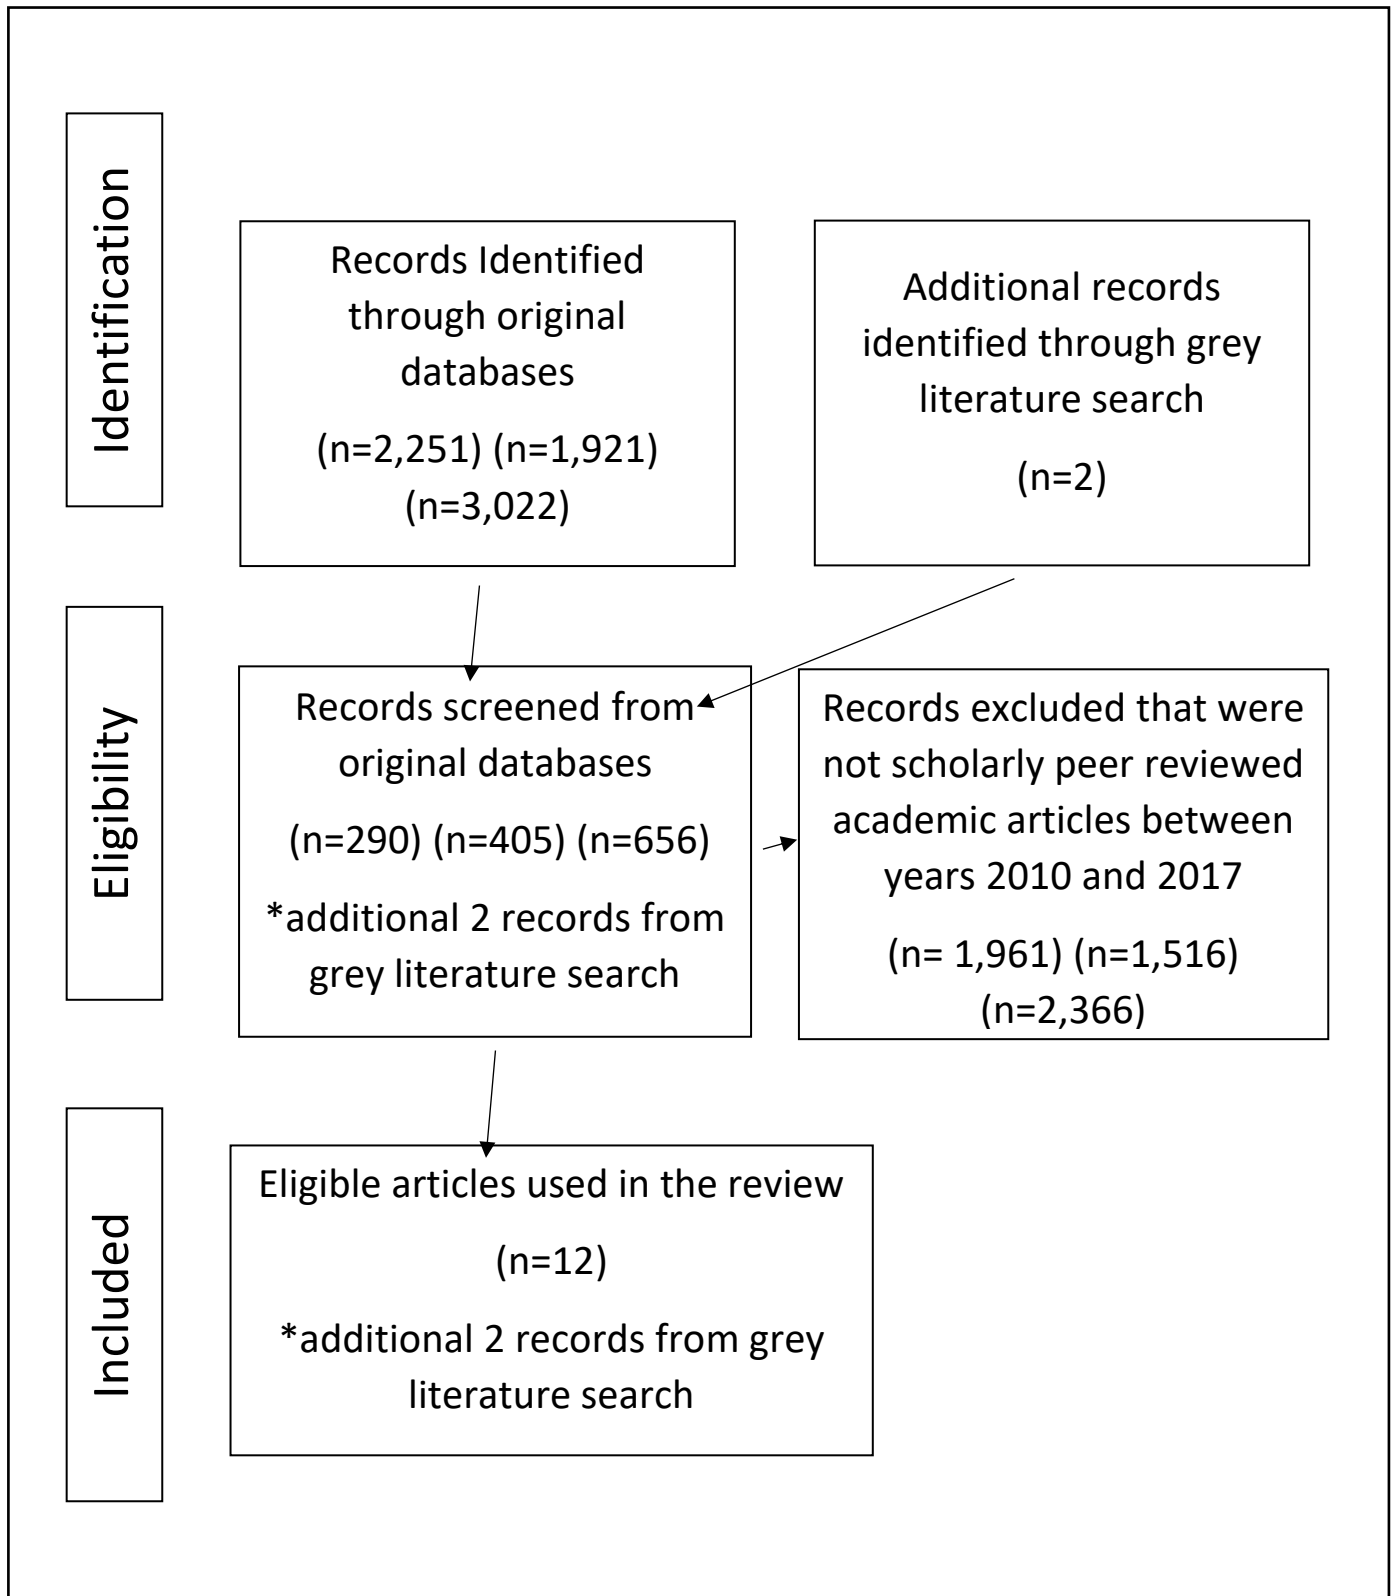 Identification
Records Identified
through original
databases
(n=2,251) (n=1,921)
(n=3,022)
Additional records
identified through grey
literature search
(n=2)
Eligibility
Records screened from
original databases
(n=290) (n=405) (n=656)
*additional 2 records from
grey literature search
Records excluded that were
not scholarly peer reviewed
academic articles between
years 2010 and 2017
(n= 1,961) (n=1,516)
(n=2,366)
Included
Eligible articles used in the review
(n=12)
*additional 2 records from grey
literature search